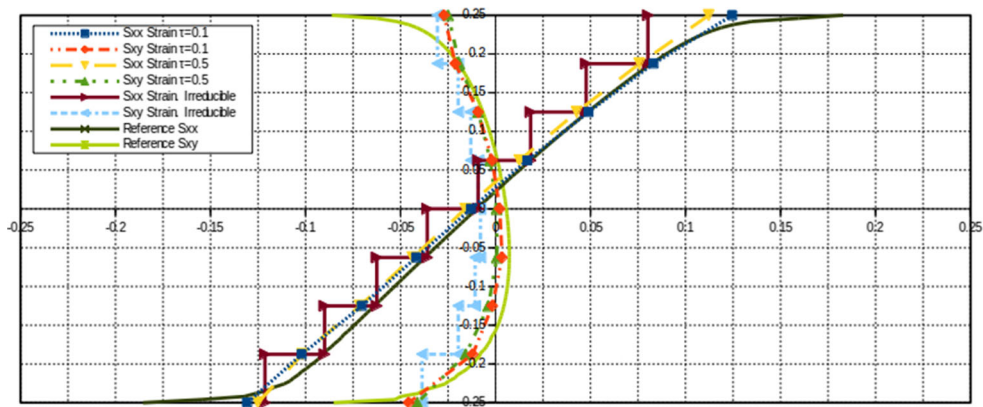 Sxx Strain τ=0.1
Sxy Strain τ=0.1
Sxx Strain τ=0.5
Sxy Strain τ=0.5
Sxx Strain. Irreducible
Sxy Strain. Irreducible
Reference Sxx
Reference Sxy
0.25
0.2
0.15
0.1
0.05
-0.25
-0.2
-0.15
-0.1
-0.05
0
0.05
0.1
0.15
0.2
0.25
-0.05
-0.1
-0.15
-0.2
-0.25